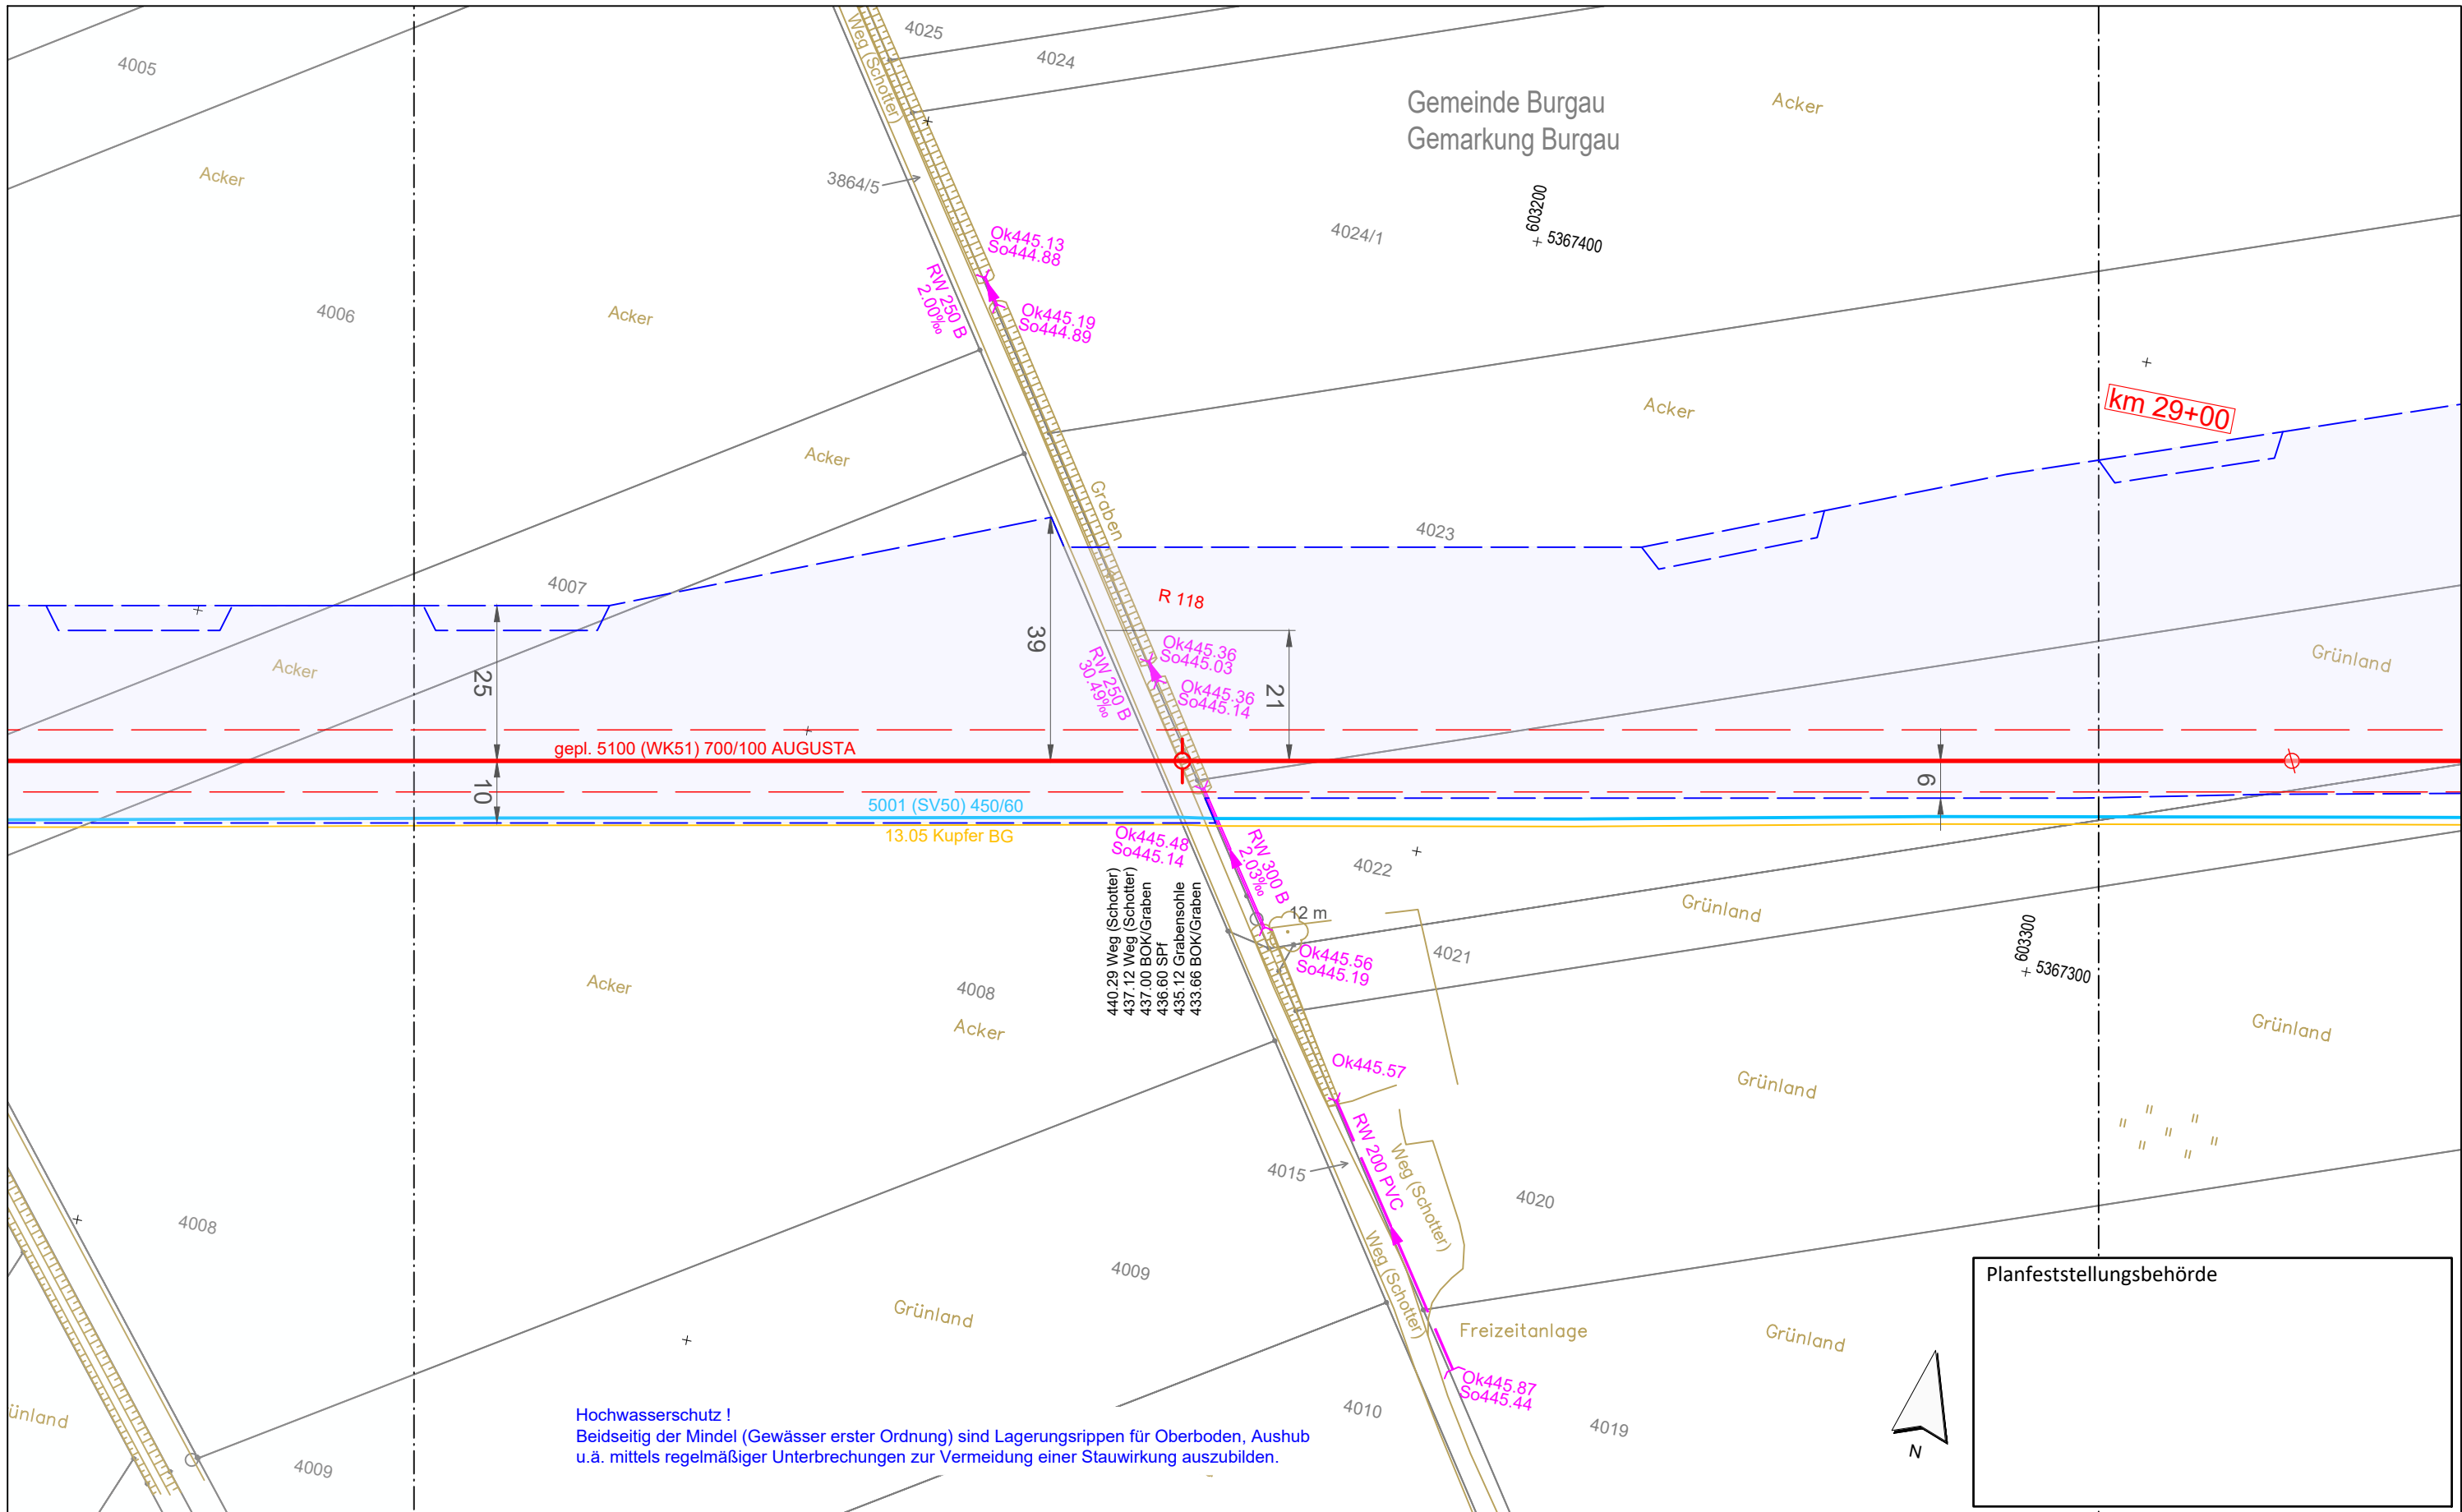 4025
4024
4005
Weg (Schotter)
Gemeinde Burgau
Gemarkung Burgau
Acker
Acker
3864/5
603200
5367400
4024/1
Ok445.13
So444.88
RW 250 B
2.00‰
Ok445.19
So444.89
4006
Acker
km 29+00
Acker
Acker
Graben
4023
4007
R 118
39
Ok445.36
So445.03
RW 250 B
30.49‰
Ok445.36
So445.14
21
Acker
25
Grünland
gepl. 5100 (WK51) 700/100 AUGUSTA
10
6
5001 (SV50) 450/60
13.05 Kupfer BG
Ok445.48
So445.14
RW 300 B
2.03‰
4022
440.29 Weg (Schotter)
437.12 Weg (Schotter)
437.00 BOK/Graben
436.60 SPf
435.12 Grabensohle
433.66 BOK/Graben
12 m
Grünland
4021
Ok445.56
So445.19
603300
5367300
Acker
4008
Acker
Grünland
Ok445.57
Grünland
RW 200 PVC
Weg (Schotter)
4015
4020
4008
Weg (Schotter)
4009
Grünland
Freizeitanlage
Grünland
Planfeststellungsbehörde
Ok445.87
So445.44
4010
4019
N
ünland
4009
Hochwasserschutz !
Beidseitig der Mindel (Gewässer erster Ordnung) sind Lagerungsrippen für Oberboden, Aushub
u.ä. mittels regelmäßiger Unterbrechungen zur Vermeidung einer Stauwirkung auszubilden.